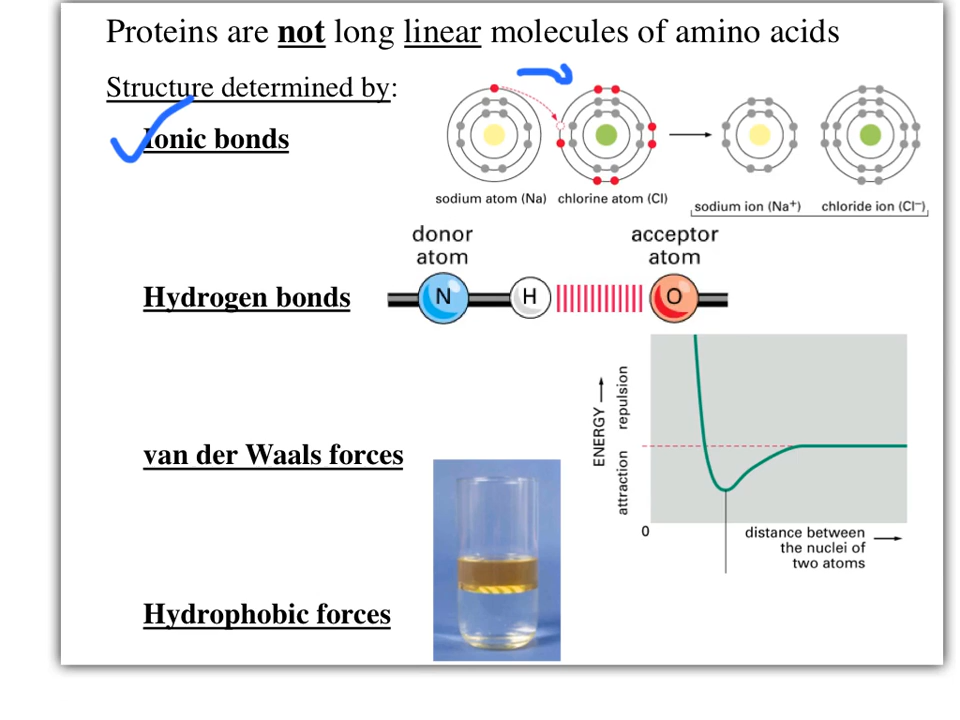 Proteins are not long linear molecules of amino acids
Structure determined by:
Ionic bonds
sodium atom (Na)
chlorine atom (Cl)
sodium ion (Na⁺)
chloride ion (Cl⁻)
donor
atom
acceptor
atom
Hydrogen bonds
N
H
O
van der Waals forces
ENERGY
attraction
repulsion
0
distance between
the nuclei of
two atoms
Hydrophobic forces